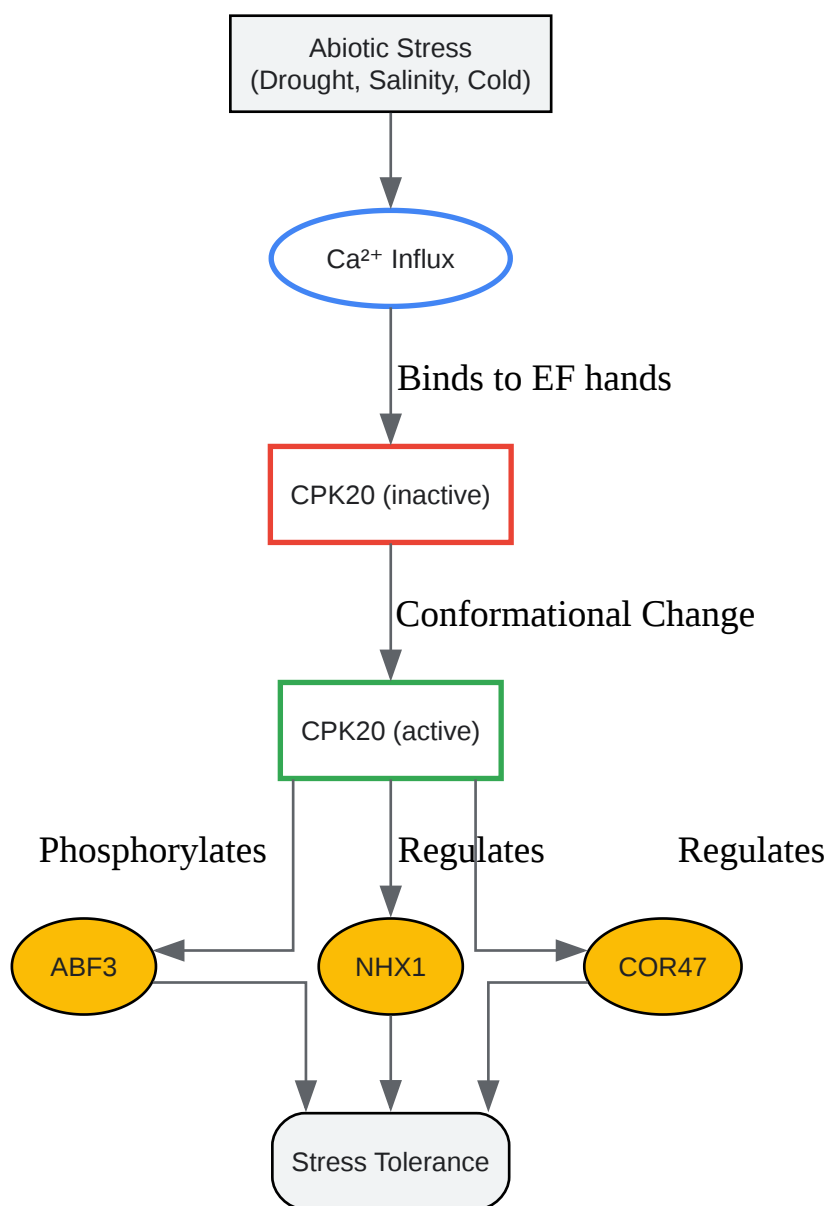 Abiotic Stress
(Drought, Salinity, Cold)
Ca²⁺ Influx
Binds to EF hands
CPK20 (inactive)
Conformational Change
CPK20 (active)
Phosphorylates
Regulates
Regulates
ABF3
NHX1
COR47
Stress Tolerance